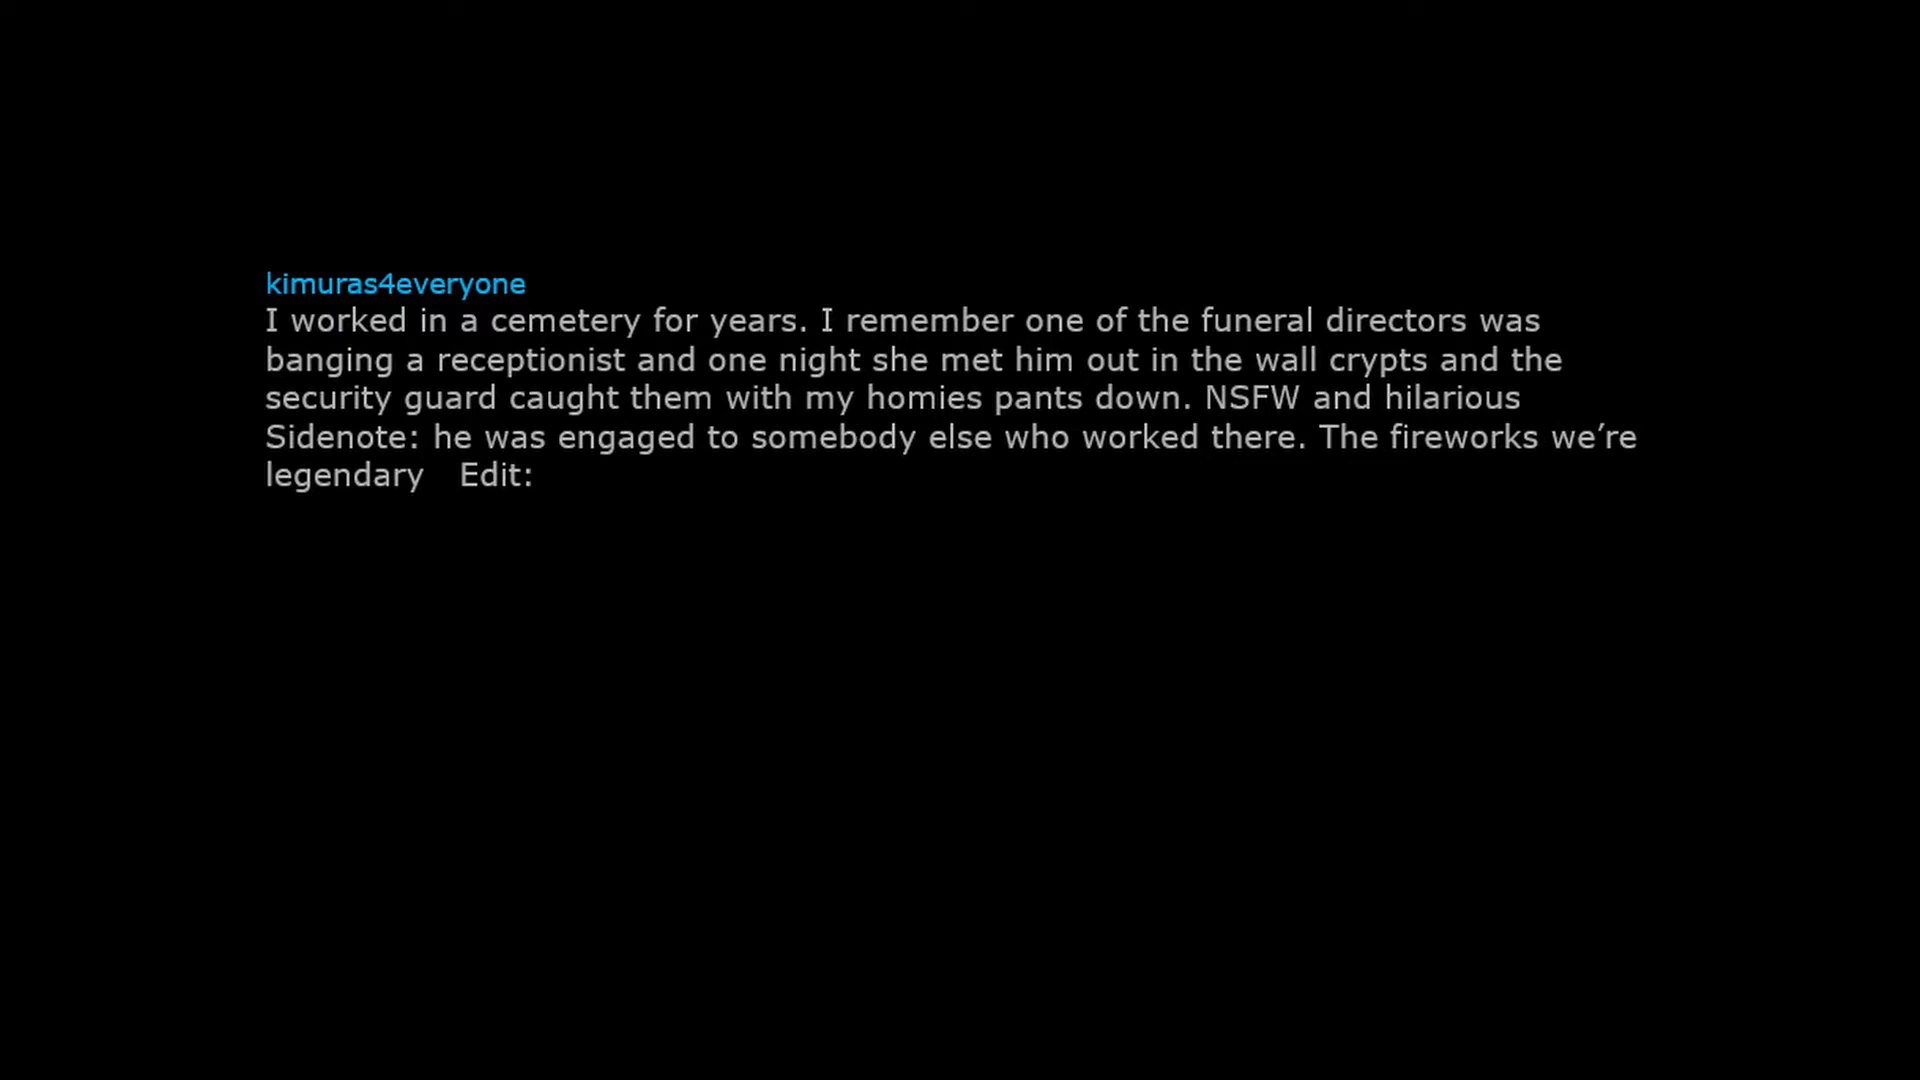 kimuras4everyone
I worked in a cemetery for years. I remember one of the funeral directors was
banging a receptionist and one night she met him out in the wall crypts and the
security guard caught them with my homies pants down. NSFW and hilarious
Sidenote: he was engaged to somebody else who worked there. The fireworks we’re
legendary Edit: